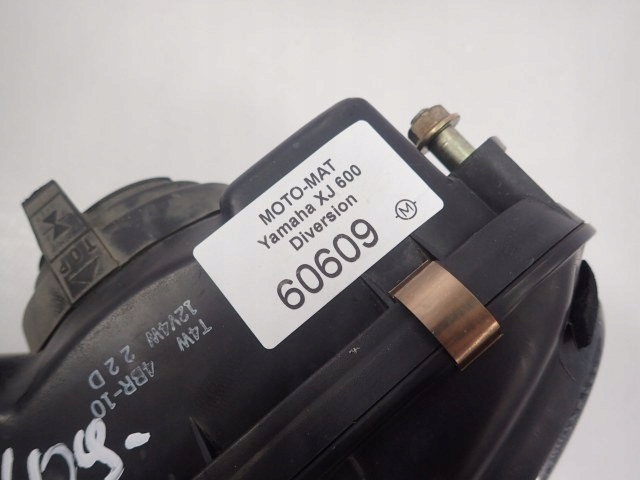 MOTO-MAT
Yamaha XJ 600
Diversion
60609
M
TOP
T4W 4BR-10
12V4W 22D